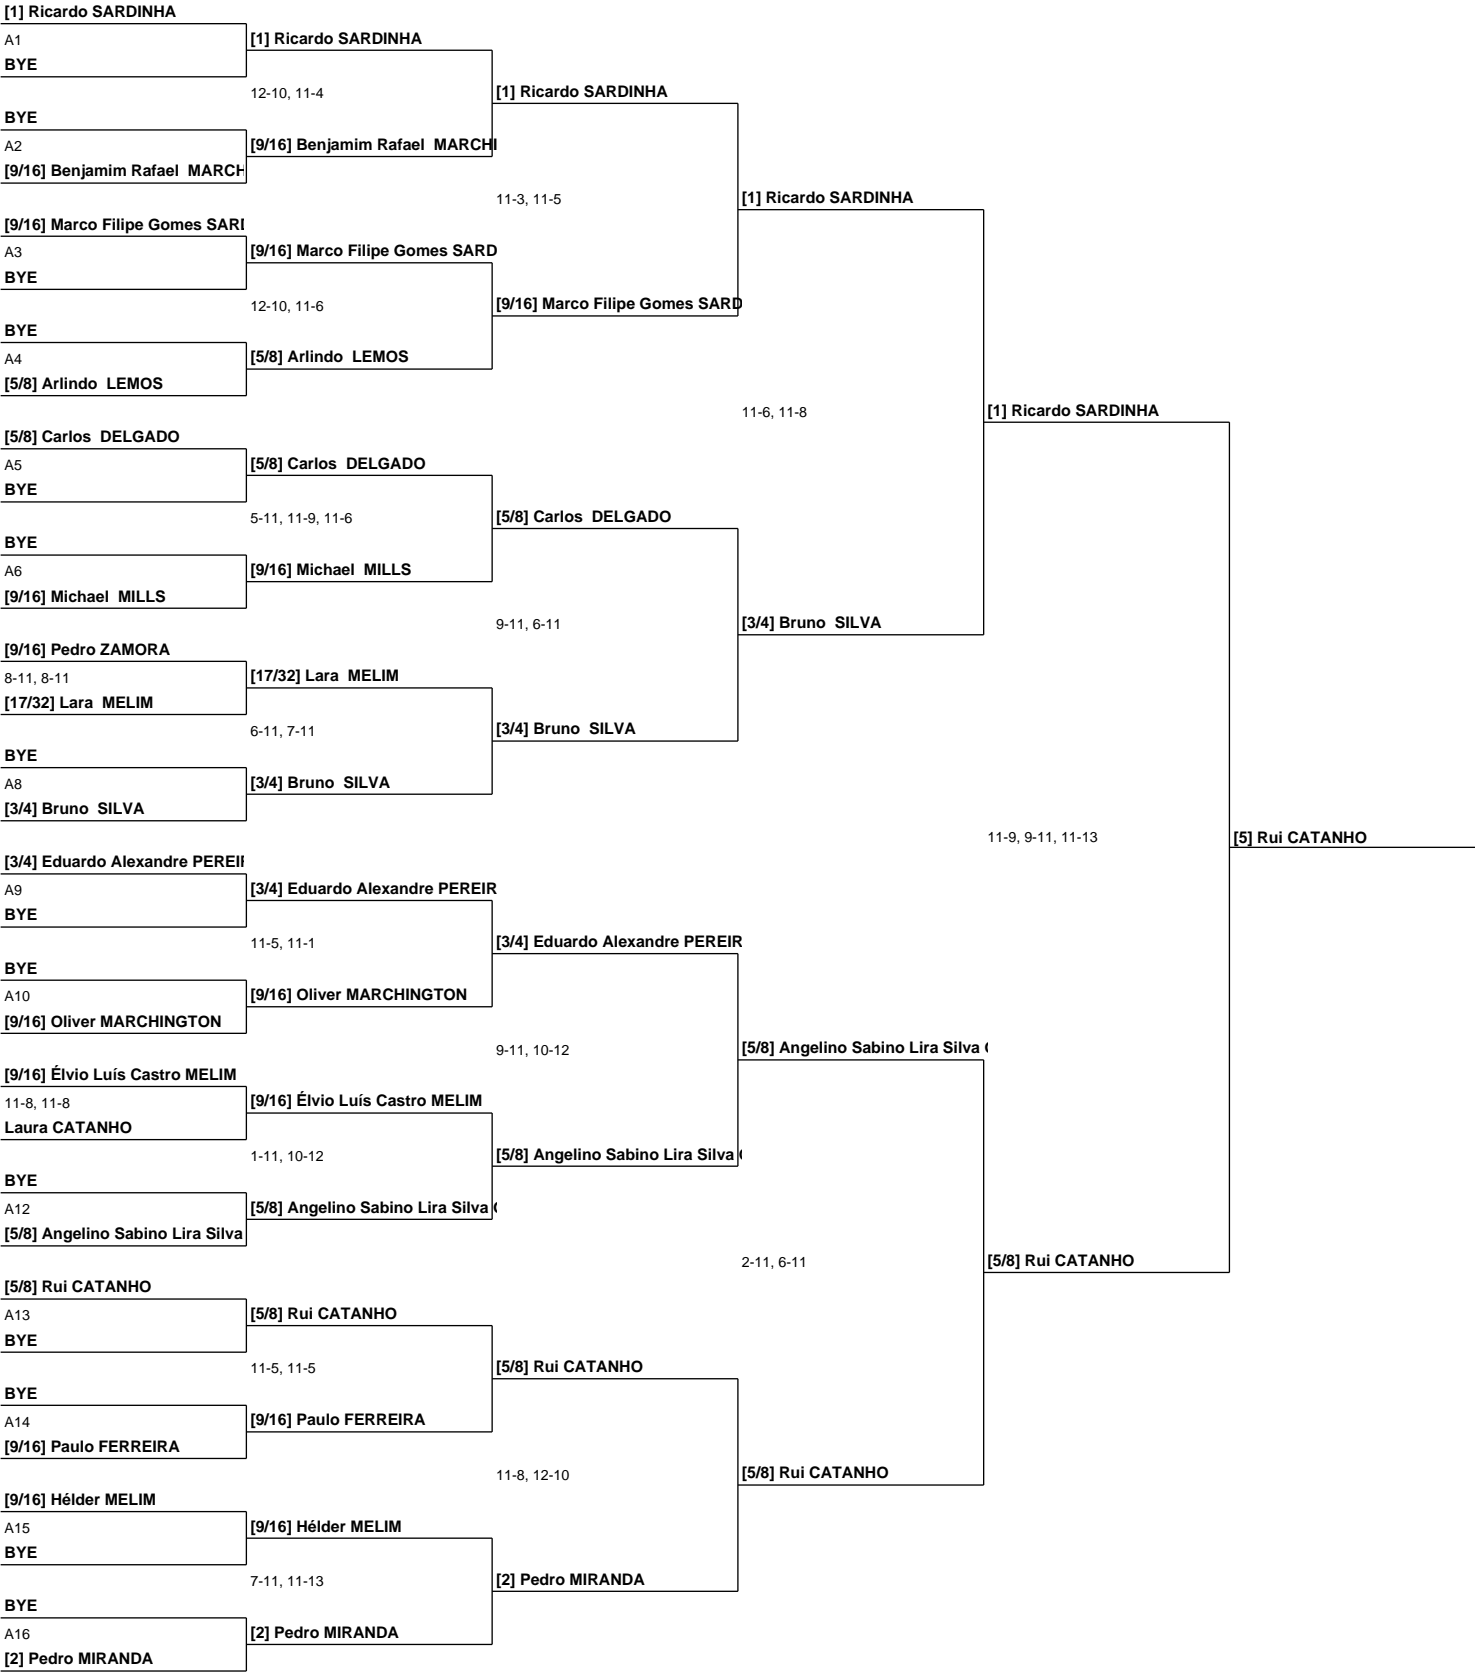 [1] Ricardo SARDINHA
A1
[1] Ricardo SARDINHA
BYE
12-10, 11-4
[1] Ricardo SARDINHA
BYE
A2
[9/16] Benjamim Rafael  MARCHI
[9/16] Benjamim Rafael  MARCH
11-3, 11-5
[1] Ricardo SARDINHA
[9/16] Marco Filipe Gomes SARD
A3
[9/16] Marco Filipe Gomes SARD
BYE
12-10, 11-6
[9/16] Marco Filipe Gomes SARD
BYE
A4
[5/8] Arlindo  LEMOS
[5/8] Arlindo  LEMOS
11-6, 11-8
[1] Ricardo SARDINHA
[5/8] Carlos  DELGADO
A5
[5/8] Carlos  DELGADO
BYE
5-11, 11-9, 11-6
[5/8] Carlos  DELGADO
BYE
A6
[9/16] Michael  MILLS
[9/16] Michael  MILLS
9-11, 6-11
[3/4] Bruno  SILVA
[9/16] Pedro ZAMORA
8-11, 8-11
[17/32] Lara  MELIM
[17/32] Lara  MELIM
6-11, 7-11
[3/4] Bruno  SILVA
BYE
A8
[3/4] Bruno  SILVA
[3/4] Bruno  SILVA
11-9, 9-11, 11-13
[5] Rui CATANHO
[3/4] Eduardo Alexandre PEREIR
A9
[3/4] Eduardo Alexandre PEREIR
BYE
11-5, 11-1
[3/4] Eduardo Alexandre PEREIR
BYE
A10
[9/16] Oliver MARCHINGTON
[9/16] Oliver MARCHINGTON
9-11, 10-12
[5/8] Angelino Sabino Lira Silva
[9/16] Élvio Luís Castro MELIM
11-8, 11-8
[9/16] Élvio Luís Castro MELIM
Laura CATANHO
1-11, 10-12
[5/8] Angelino Sabino Lira Silva
BYE
A12
[5/8] Angelino Sabino Lira Silva
[5/8] Angelino Sabino Lira Silva
2-11, 6-11
[5/8] Rui CATANHO
[5/8] Rui CATANHO
A13
[5/8] Rui CATANHO
BYE
11-5, 11-5
[5/8] Rui CATANHO
BYE
A14
[9/16] Paulo FERREIRA
[9/16] Paulo FERREIRA
11-8, 12-10
[5/8] Rui CATANHO
[9/16] Hélder MELIM
A15
[9/16] Hélder MELIM
BYE
7-11, 11-13
[2] Pedro MIRANDA
BYE
A16
[2] Pedro MIRANDA
[2] Pedro MIRANDA